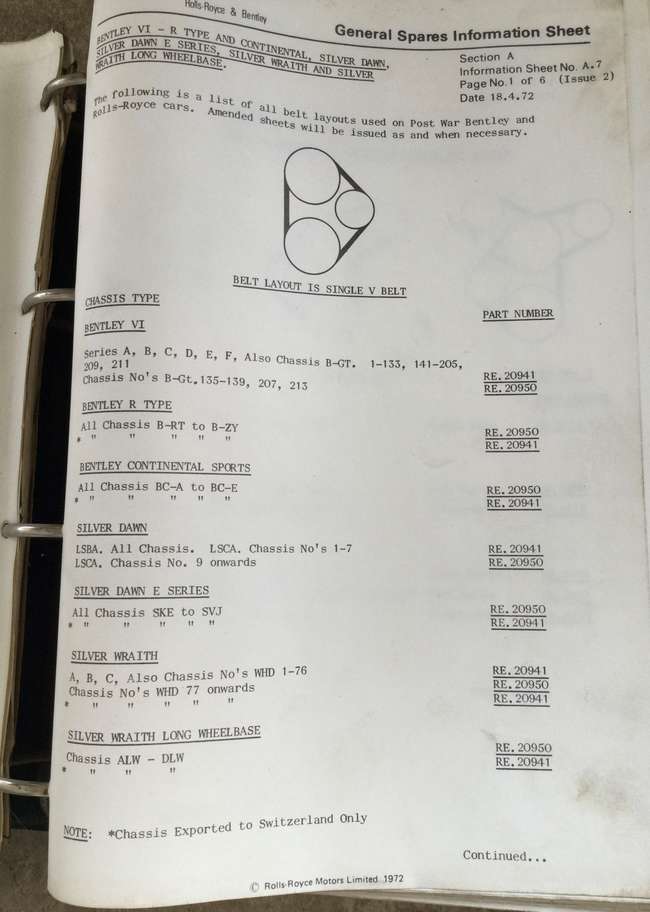 Rolls-Royce & Bentley
General Spares Information Sheet
BENTLEY VI - R TYPE AND CONTINENTAL, SILVER DAWN,
SILVER DAWN E SERIES, SILVER WRAITH AND SILVER
WRAITH LONG WHEELBASE.
Section A
Information Sheet No. A.7
Page No.1 of 6 (Issue 2)
Date 18.4.72
The following is a list of all belt layouts used on Post War Bentley and
Rolls-Royce cars. Amended sheets will be issued as and when necessary.
BELT LAYOUT IS SINGLE V BELT
CHASSIS TYPE PART NUMBER
BENTLEY VI
Series A, B, C, D, E, F, Also Chassis B-GT. 1-133, 141-205,
209, 211 RE.20941
Chassis No's B-Gt.135-139, 207, 213 RE.20950
BENTLEY R TYPE
All Chassis B-RT to B-ZY RE.20950
* " " " " " RE.20941
BENTLEY CONTINENTAL SPORTS
All Chassis BC-A to BC-E RE.20950
* " " " " " RE.20941
SILVER DAWN
LSBA. All Chassis. LSCA. Chassis No's 1-7 RE.20941
LSCA. Chassis No. 9 onwards RE.20950
SILVER DAWN E SERIES
All Chassis SKE to SVJ RE.20950
* " " " " " RE.20941
SILVER WRAITH
A, B, C, Also Chassis No's WHD 1-76 RE.20941
Chassis No's WHD 77 onwards RE.20950
* " " " " " RE.20941
SILVER WRAITH LONG WHEELBASE
Chassis ALW - DLW RE.20950
* " " " RE.20941
NOTE: *Chassis Exported to Switzerland Only
Continued...
© Rolls-Royce Motors Limited 1972